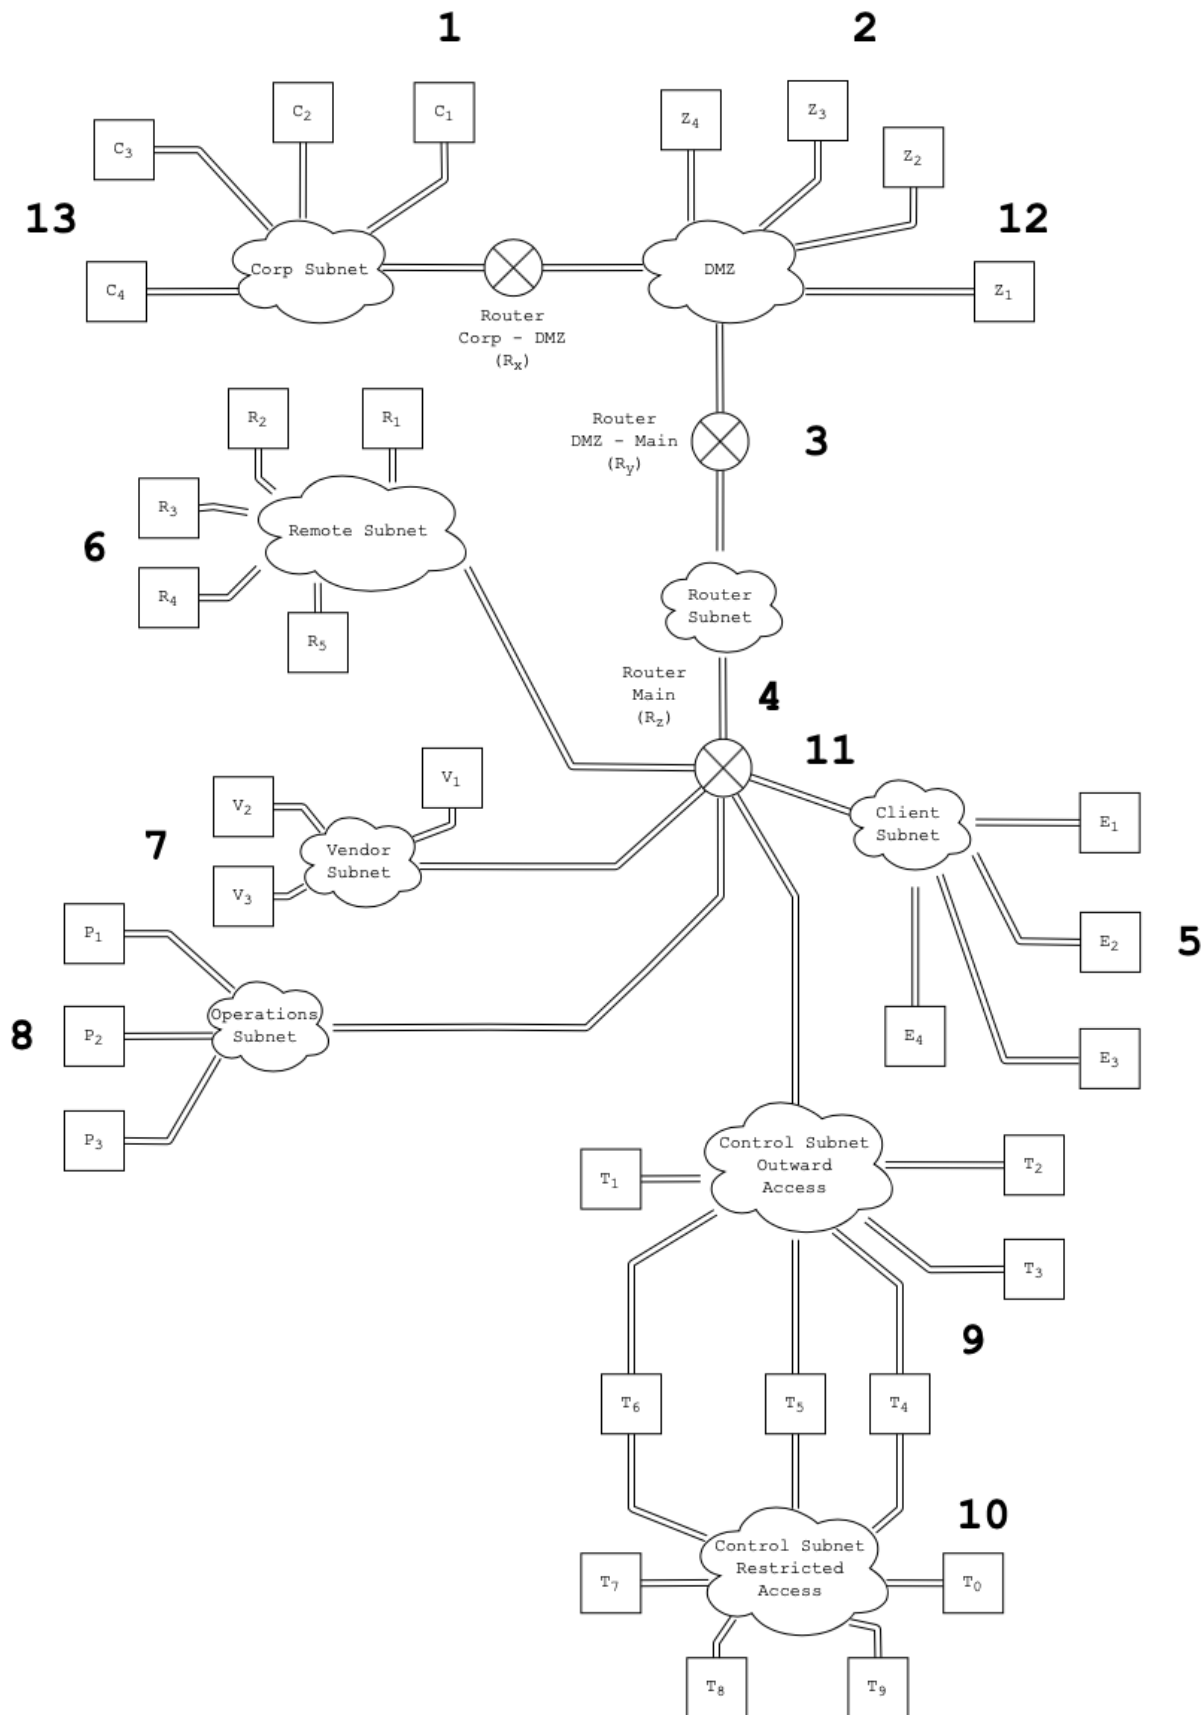 1
2
C₂
C₁
Z₄
Z₃
C₃
Z₂
13
12
Corp Subnet
DMZ
C₄
Z₁
Router
Corp - DMZ
(Rₓ)
R₂
R₁
Router
DMZ - Main
(Rᵧ)
3
R₃
Remote Subnet
6
R₄
Router
Subnet
R₅
Router
Main
(R_z)
4
11
V₁
V₂
Client
Subnet
E₁
7
Vendor
Subnet
V₃
P₁
E₂
5
Operations
Subnet
8
P₂
E₄
E₃
P₃
Control Subnet
Outward
Access
T₁
T₂
T₃
9
T₆
T₅
T₄
10
Control Subnet
Restricted
Access
T₇
T₀
T₈
T₉